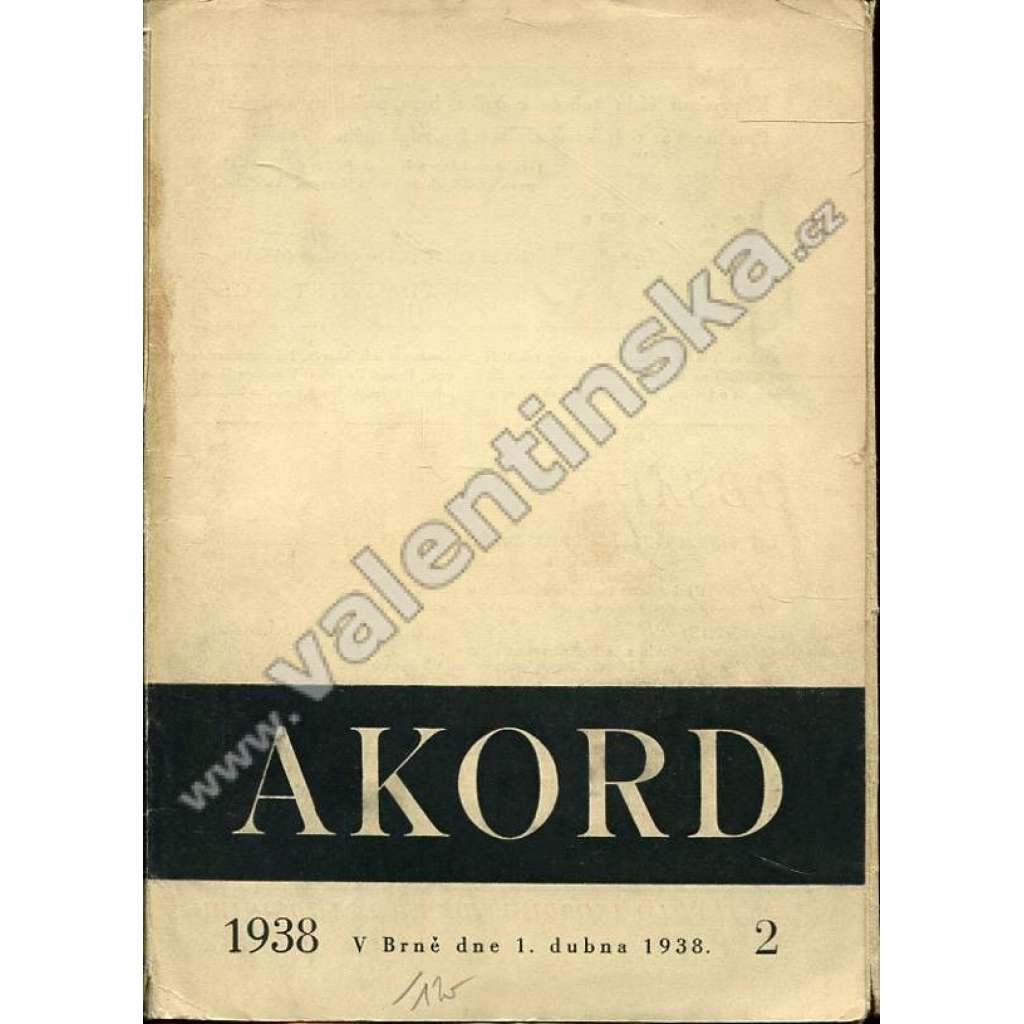 www.valentinska.cz
AKORD
1938 V Brně dne 1. dubna 1938. 2